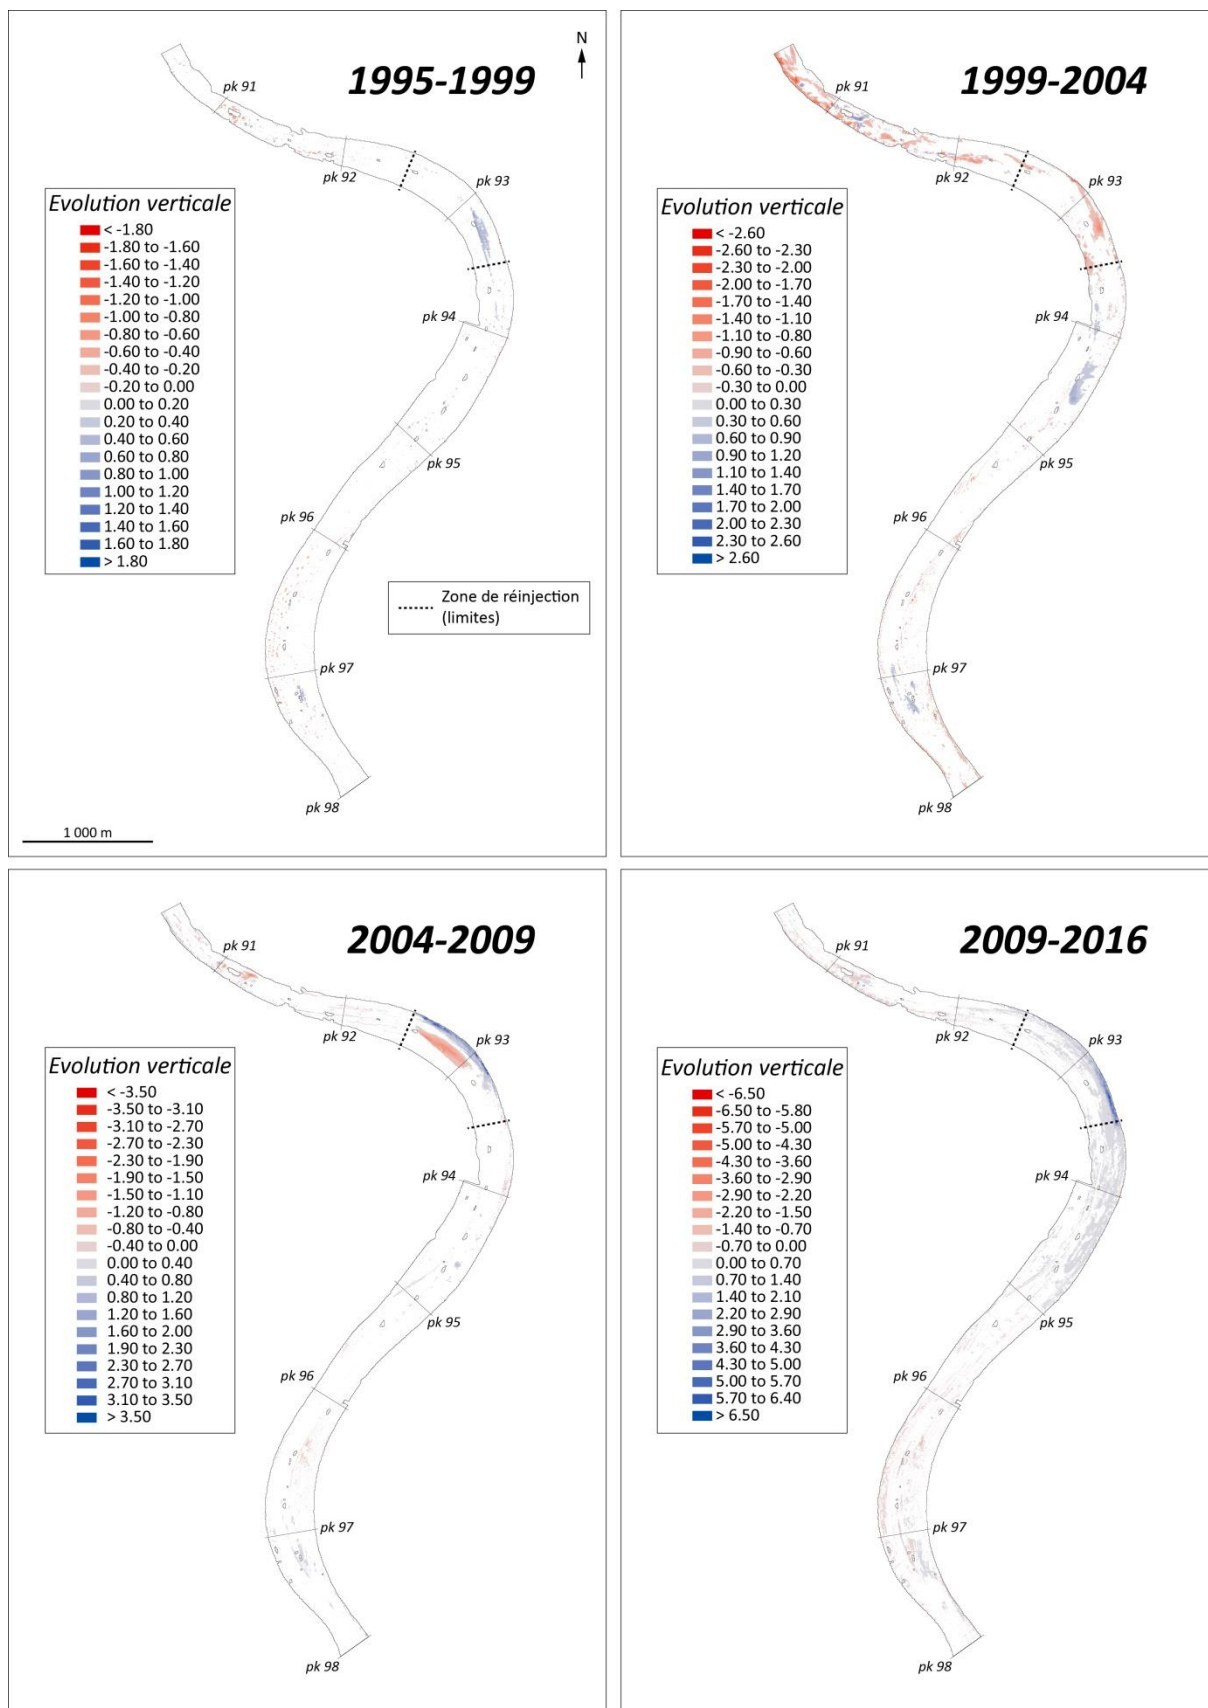 1995-1999
N
pk 91
pk 92
pk 93
Evolution verticale
< -1.80
-1.80 to -1.60
-1.60 to -1.40
-1.40 to -1.20
-1.20 to -1.00
-1.00 to -0.80
-0.80 to -0.60
-0.60 to -0.40
-0.40 to -0.20
-0.20 to 0.00
0.00 to 0.20
0.20 to 0.40
0.40 to 0.60
0.60 to 0.80
0.80 to 1.00
1.00 to 1.20
1.20 to 1.40
1.40 to 1.60
1.60 to 1.80
> 1.80
pk 94
pk 95
pk 96
Zone de réinjection
(limites)
pk 97
pk 98
1 000 m
1999-2004
pk 91
pk 92
pk 93
Evolution verticale
< -2.60
-2.60 to -2.30
-2.30 to -2.00
-2.00 to -1.70
-1.70 to -1.40
-1.40 to -1.10
-1.10 to -0.80
-0.90 to -0.60
-0.60 to -0.30
-0.30 to 0.00
0.00 to 0.30
0.30 to 0.60
0.60 to 0.90
0.90 to 1.20
1.10 to 1.40
1.40 to 1.70
1.70 to 2.00
2.00 to 2.30
2.30 to 2.60
> 2.60
pk 94
pk 95
pk 96
pk 97
pk 98
2004-2009
pk 91
pk 92
pk 93
Evolution verticale
< -3.50
-3.50 to -3.10
-3.10 to -2.70
-2.70 to -2.30
-2.30 to -1.90
-1.90 to -1.50
-1.50 to -1.10
-1.20 to -0.80
-0.80 to -0.40
-0.40 to 0.00
0.00 to 0.40
0.40 to 0.80
0.80 to 1.20
1.20 to 1.60
1.60 to 2.00
1.90 to 2.30
2.30 to 2.70
2.70 to 3.10
3.10 to 3.50
> 3.50
pk 94
pk 95
pk 96
pk 97
pk 98
2009-2016
pk 91
pk 92
pk 93
Evolution verticale
< -6.50
-6.50 to -5.80
-5.70 to -5.00
-5.00 to -4.30
-4.30 to -3.60
-3.60 to -2.90
-2.90 to -2.20
-2.20 to -1.50
-1.40 to -0.70
-0.70 to 0.00
0.00 to 0.70
0.70 to 1.40
1.40 to 2.10
2.20 to 2.90
2.90 to 3.60
3.60 to 4.30
4.30 to 5.00
5.00 to 5.70
5.70 to 6.40
> 6.50
pk 94
pk 95
pk 96
pk 97
pk 98